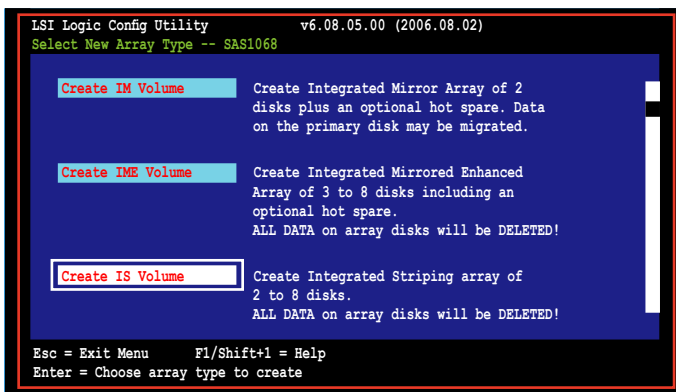 LSI Logic Config Utility v6.08.05.00 (2006.08.02)
Select New Array Type -- SAS1068
Create IM Volume Create Integrated Mirror Array of 2
disks plus an optional hot spare. Data
on the primary disk may be migrated.
Create IME Volume Create Integrated Mirrored Enhanced
Array of 3 to 8 disks including an
optional hot spare.
ALL DATA on array disks will be DELETED!
Create IS Volume Create Integrated Striping array of
2 to 8 disks.
ALL DATA on array disks will be DELETED!
Esc = Exit Menu F1/Shift+1 = Help
Enter = Choose array type to create